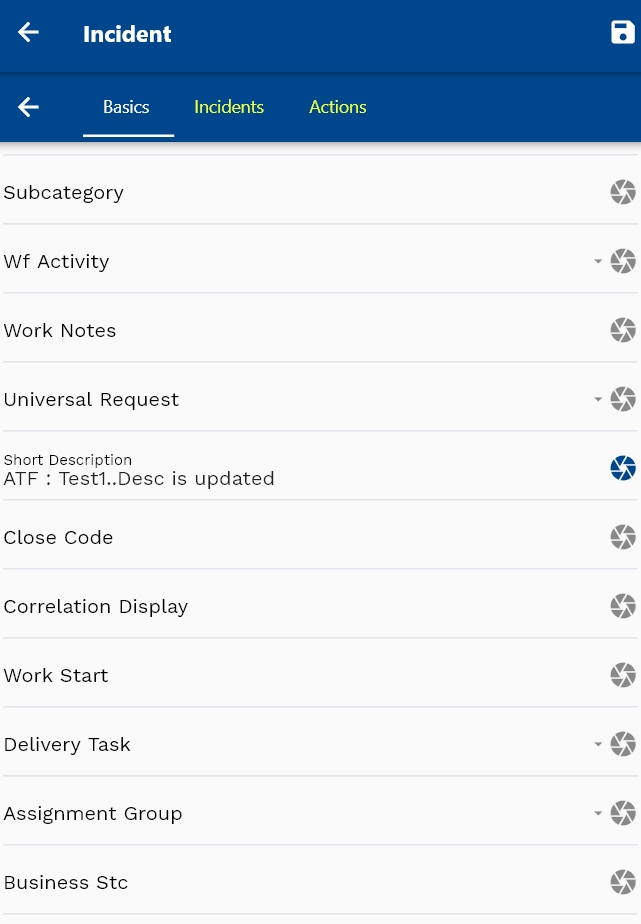 Incident
Basics Incidents Actions
Subcategory
Wf Activity
Work Notes
Universal Request
Short Description
ATF : Test1..Desc is updated
Close Code
Correlation Display
Work Start
Delivery Task
Assignment Group
Business Stc